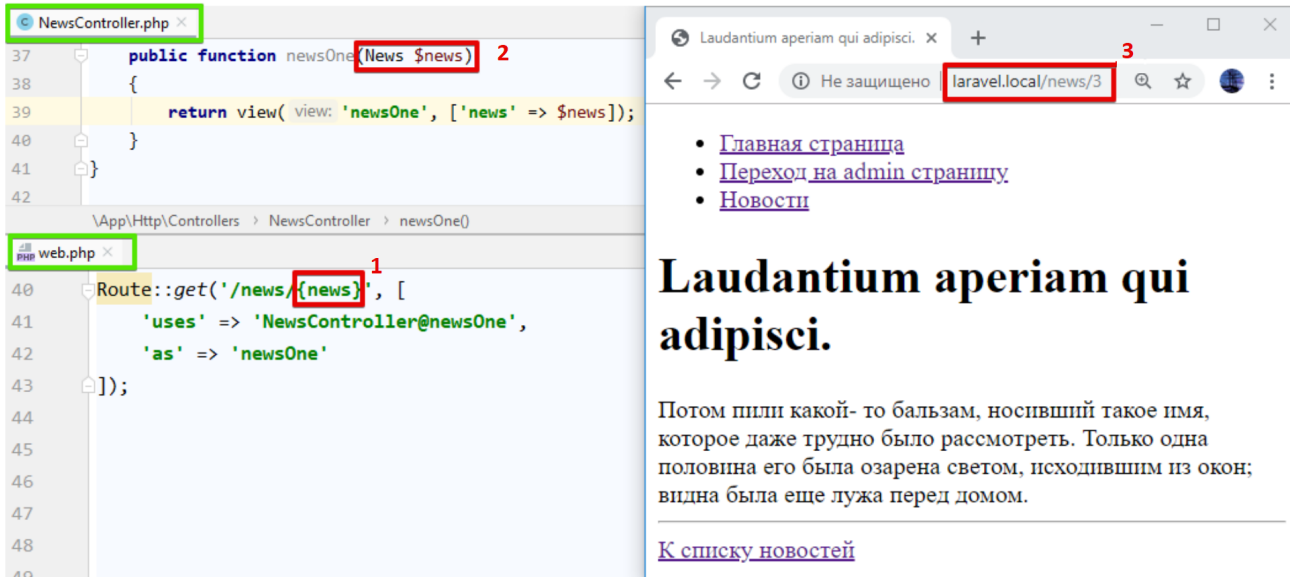 NewsController.php
37 public function newsOne(News $news) 2
38 {
39 return view( view: 'newsOne', ['news' => $news]);
40 }
41 }
42
\App\Http\Controllers > NewsController > newsOne()
web.php
1
40 Route::get('/news/{news}', [
41 'uses' => 'NewsController@newsOne',
42 'as' => 'newsOne'
43 ]);
44
45
46
47
48
49
Laudantium aperiam qui adipisci.
3
Не защищено | laravel.local/news/3
• Главная страница
• Переход на admin страницу
• Новости
Laudantium aperiam qui
adipisci.
Потом пили какой- то бальзам, носивший такое имя,
которое даже трудно было рассмотреть. Только одна
половина его была озарена светом, исходившим из окон;
видна была еще лужа перед домом.
К списку новостей